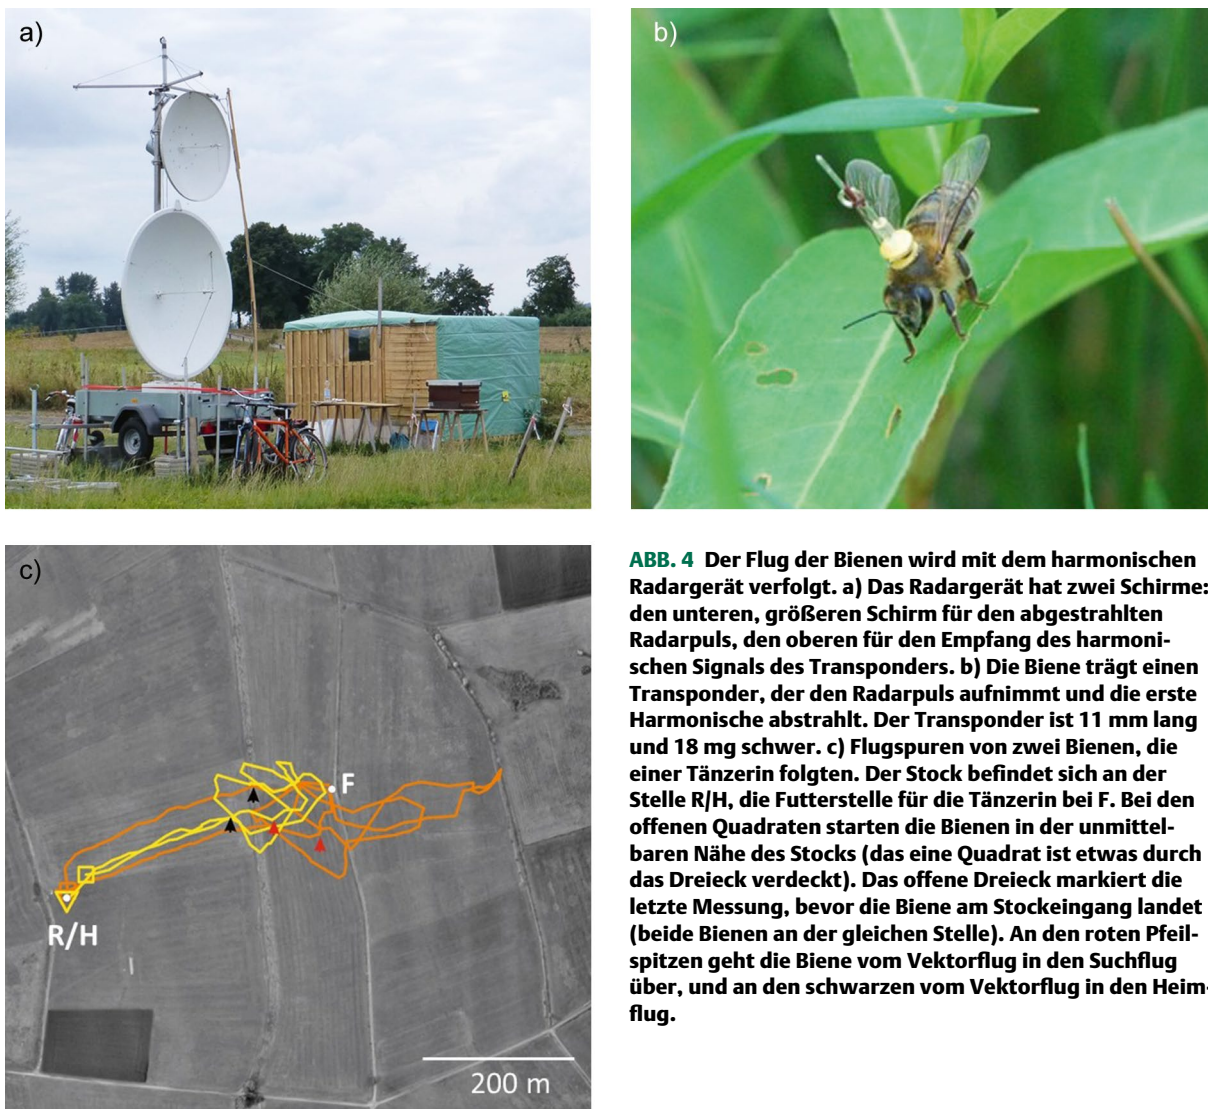 a)
b)
c)
F
R/H
200 m
ABB. 4 Der Flug der Bienen wird mit dem harmonischen
Radargerät verfolgt. a) Das Radargerät hat zwei Schirme:
den unteren, größeren Schirm für den abgestrahlten
Radarpuls, den oberen für den Empfang des harmoni-
schen Signals des Transponders. b) Die Biene trägt einen
Transponder, der den Radarpuls aufnimmt und die erste
Harmonische abstrahlt. Der Transponder ist 11 mm lang
und 18 mg schwer. c) Flugspuren von zwei Bienen, die
einer Tänzerin folgten. Der Stock befindet sich an der
Stelle R/H, die Futterstelle für die Tänzerin bei F. Bei den
offenen Quadraten starten die Bienen in der unmittel-
baren Nähe des Stocks (das eine Quadrat ist etwas durch
das Dreieck verdeckt). Das offene Dreieck markiert die
letzte Messung, bevor die Biene am Stockeingang landet
(beide Bienen an der gleichen Stelle). An den roten Pfeil-
spitzen geht die Biene vom Vektorflug in den Suchflug
über, und an den schwarzen vom Vektorflug in den Heim-
flug.